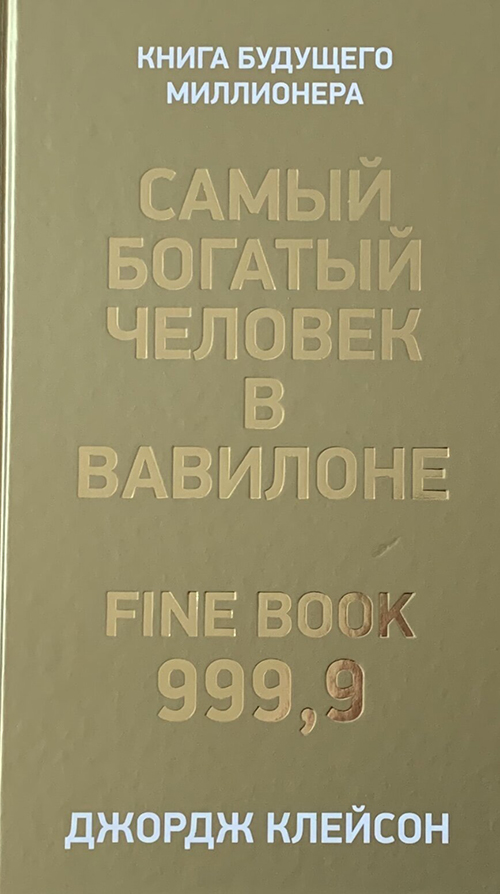 КНИГА БУДУЩЕГО
МИЛЛИОНЕРА
САМЫЙ
БОГАТЫЙ
ЧЕЛОВЕК
В
ВАВИЛОНЕ
FINE BOOK
999,9
ДЖОРДЖ КЛЕЙСОН